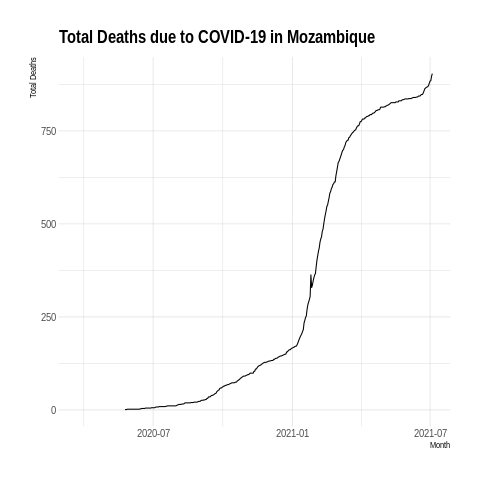 Total Deaths due to COVID-19 in Mozambique
Total Deaths
750
500
250
0
2020-07 2021-01 2021-07
Month